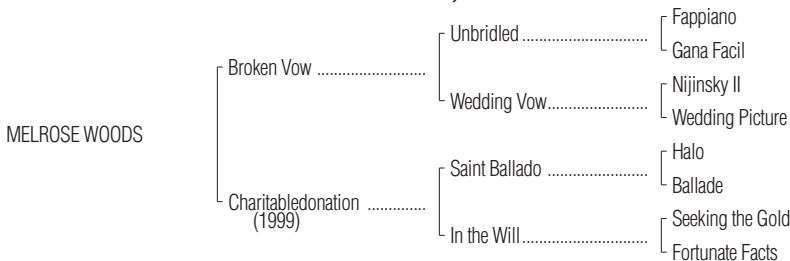 Fappiano
Unbridled ..............................
Gana Facil
Broken Vow ..........................
Nijinsky II
Wedding Vow........................
Wedding Picture
MELROSE WOODS
Halo
Saint Ballado .........................
Ballade
Charitabledonation ..............
(1999)
Seeking the Gold
In the Will..............................
Fortunate Facts